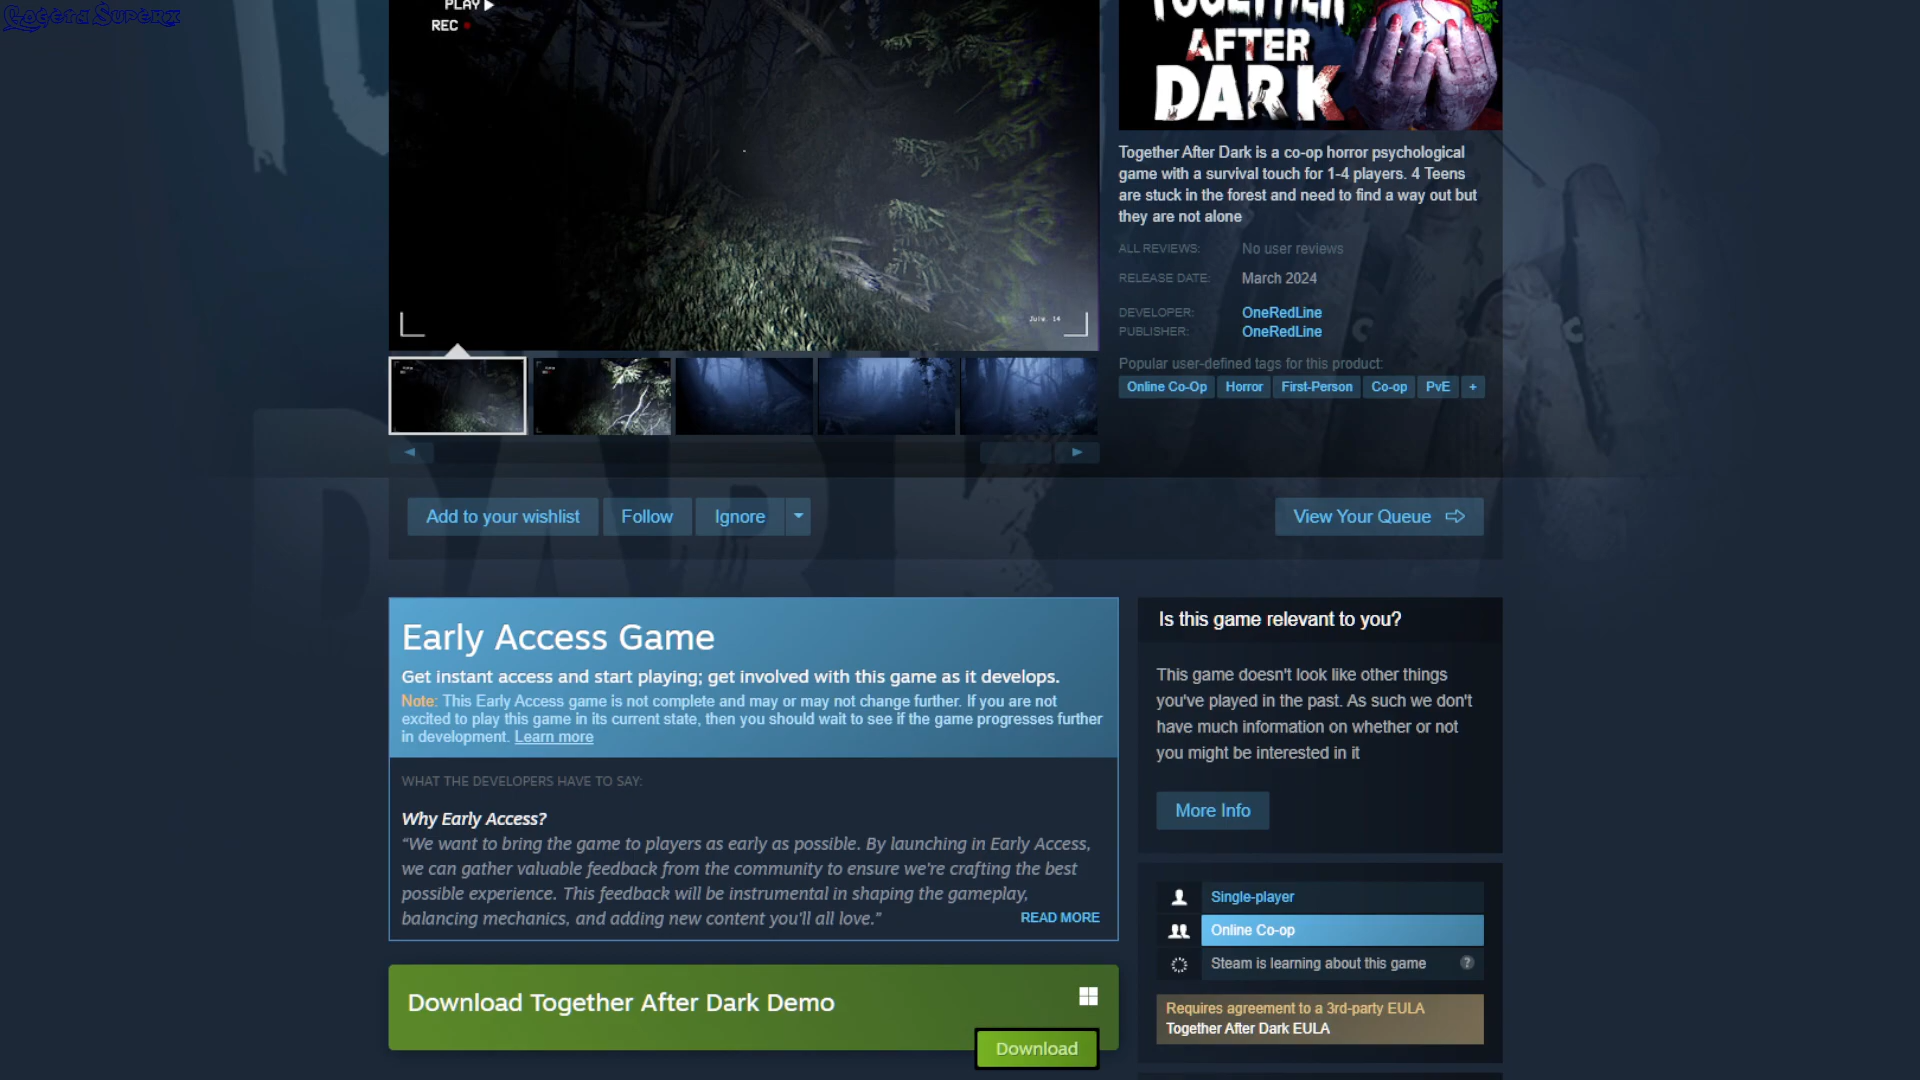 PLAY
REC
TOGETHER
AFTER
DARK
Together After Dark is a co-op horror psychological
game with a survival touch for 1-4 players. 4 Teens
are stuck in the forest and need to find a way out but
they are not alone
ALL REVIEWS: No user reviews
RELEASE DATE: March 2024
DEVELOPER: OneRedLine
PUBLISHER: OneRedLine
Popular user-defined tags for this product:
Online Co-Op Horror First-Person Co-op PvE +
June. 14
Add to your wishlist Follow Ignore View Your Queue
Early Access Game
Get instant access and start playing; get involved with this game as it develops.
Note: This Early Access game is not complete and may or may not change further. If you are not
excited to play this game in its current state, then you should wait to see if the game progresses further
in development. Learn more
WHAT THE DEVELOPERS HAVE TO SAY:
Why Early Access?
“We want to bring the game to players as early as possible. By launching in Early Access,
we can gather valuable feedback from the community to ensure we're crafting the best
possible experience. This feedback will be instrumental in shaping the gameplay,
balancing mechanics, and adding new content you'll all love.”
READ MORE
Download Together After Dark Demo
Download
Is this game relevant to you?
This game doesn't look like other things
you've played in the past. As such we don't
have much information on whether or not
you might be interested in it
More Info
Single-player
Online Co-op
Steam is learning about this game ?
Requires agreement to a 3rd-party EULA
Together After Dark EULA